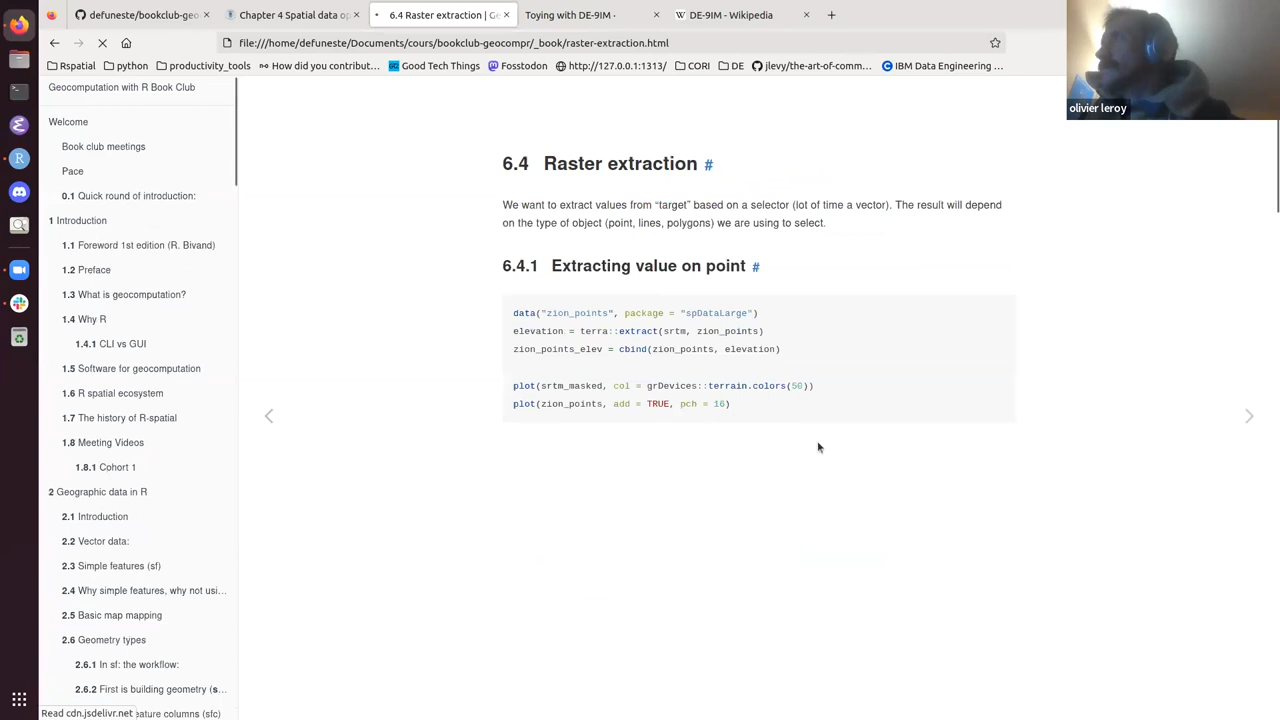 defuneste/bookclub-geo
Chapter 4 Spatial data op
6.4 Raster extraction | Ge
Toying with DE-9IM ·
DE-9IM - Wikipedia
file:///home/defuneste/Documents/cours/bookclub-geocompr/_book/raster-extraction.html
Rspatial
python
productivity_tools
How did you contribut…
Good Tech Things
Fosstodon
http://127.0.0.1:1313/
CORI
DE
jlevy/the-art-of-comm…
IBM Data Engineering …
olivier leroy
Geocomputation with R Book Club
Welcome
Book club meetings
Pace
0.1 Quick round of introduction:
1 Introduction
1.1 Foreword 1st edition (R. Bivand)
1.2 Preface
1.3 What is geocomputation?
1.4 Why R
1.4.1 CLI vs GUI
1.5 Software for geocomputation
1.6 R spatial ecosystem
1.7 The history of R-spatial
1.8 Meeting Videos
1.8.1 Cohort 1
2 Geographic data in R
2.1 Introduction
2.2 Vector data:
2.3 Simple features (sf)
2.4 Why simple features, why not usi…
2.5 Basic map mapping
2.6 Geometry types
2.6.1 In sf: the workflow:
2.6.2 First is building geometry (s…
eature columns (sfc)
Read cdn.jsdelivr.net
6.4 Raster extraction #
We want to extract values from “target” based on a selector (lot of time a vector). The result will depend
on the type of object (point, lines, polygons) we are using to select.
6.4.1 Extracting value on point #
data("zion_points", package = "spDataLarge")
elevation = terra::extract(srtm, zion_points)
zion_points_elev = cbind(zion_points, elevation)
plot(srtm_masked, col = grDevices::terrain.colors(50))
plot(zion_points, add = TRUE, pch = 16)